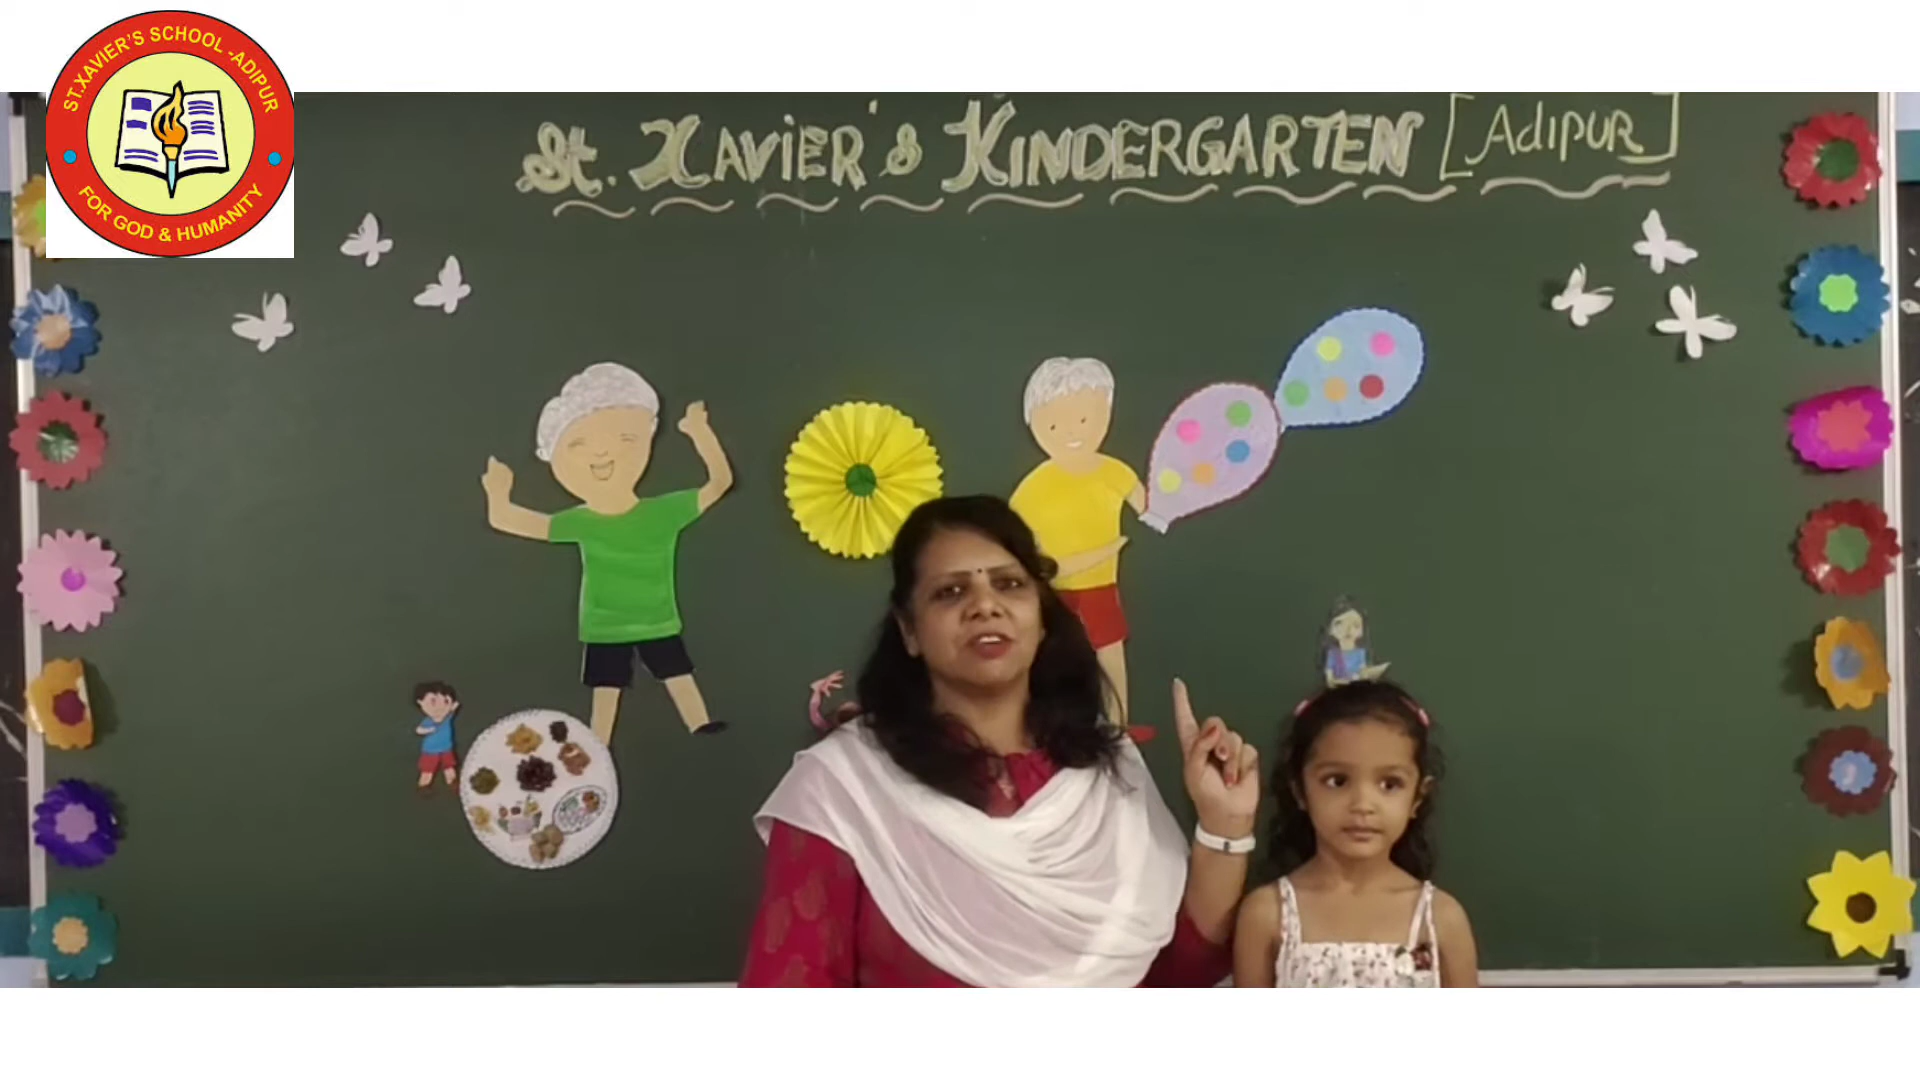 ST.XAVIER'S SCHOOL -ADIPUR
FOR GOD & HUMANITY
St. XAViER's KiNDERGARTEN [AdiPUR]